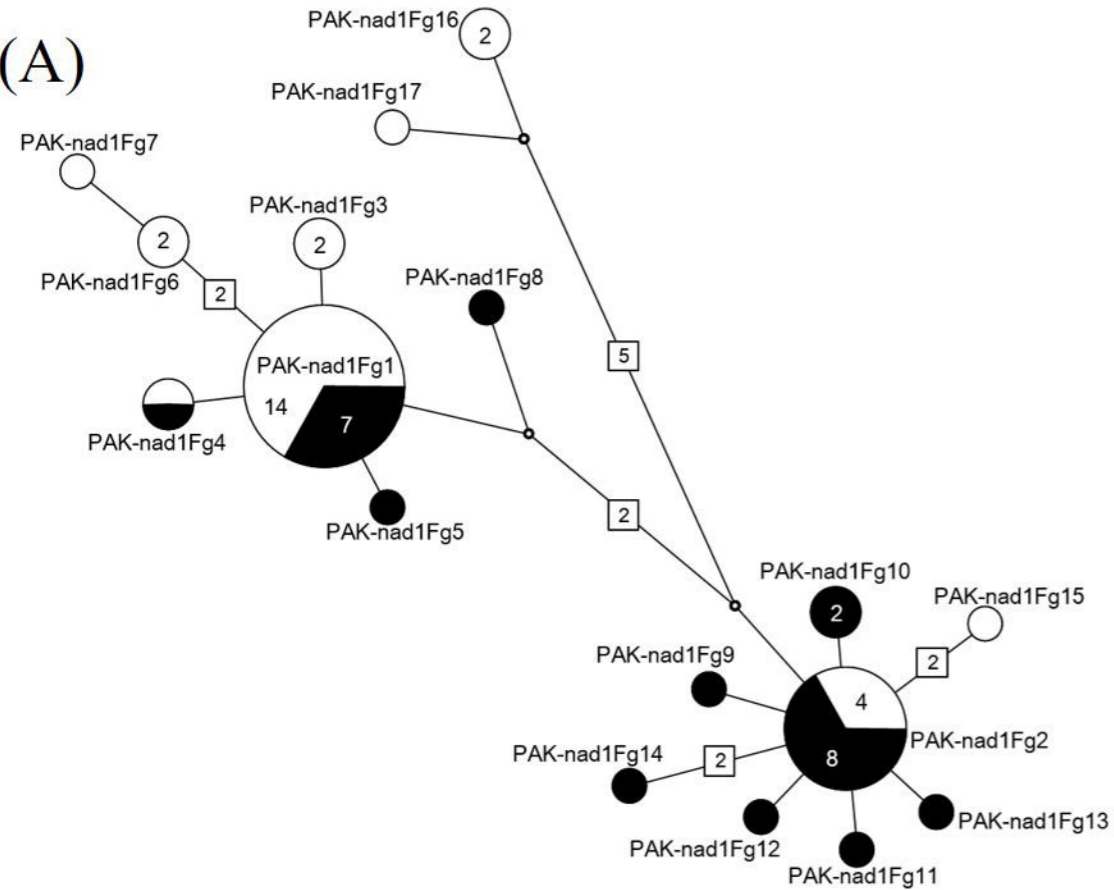 (A)
PAK-nad1Fg16
2
PAK-nad1Fg17
PAK-nad1Fg7
PAK-nad1Fg3
2
2
PAK-nad1Fg6
2
PAK-nad1Fg8
5
PAK-nad1Fg1
14
7
PAK-nad1Fg4
PAK-nad1Fg5
2
PAK-nad1Fg10
2
PAK-nad1Fg15
2
PAK-nad1Fg9
4
PAK-nad1Fg2
8
PAK-nad1Fg14
2
PAK-nad1Fg13
PAK-nad1Fg12
PAK-nad1Fg11